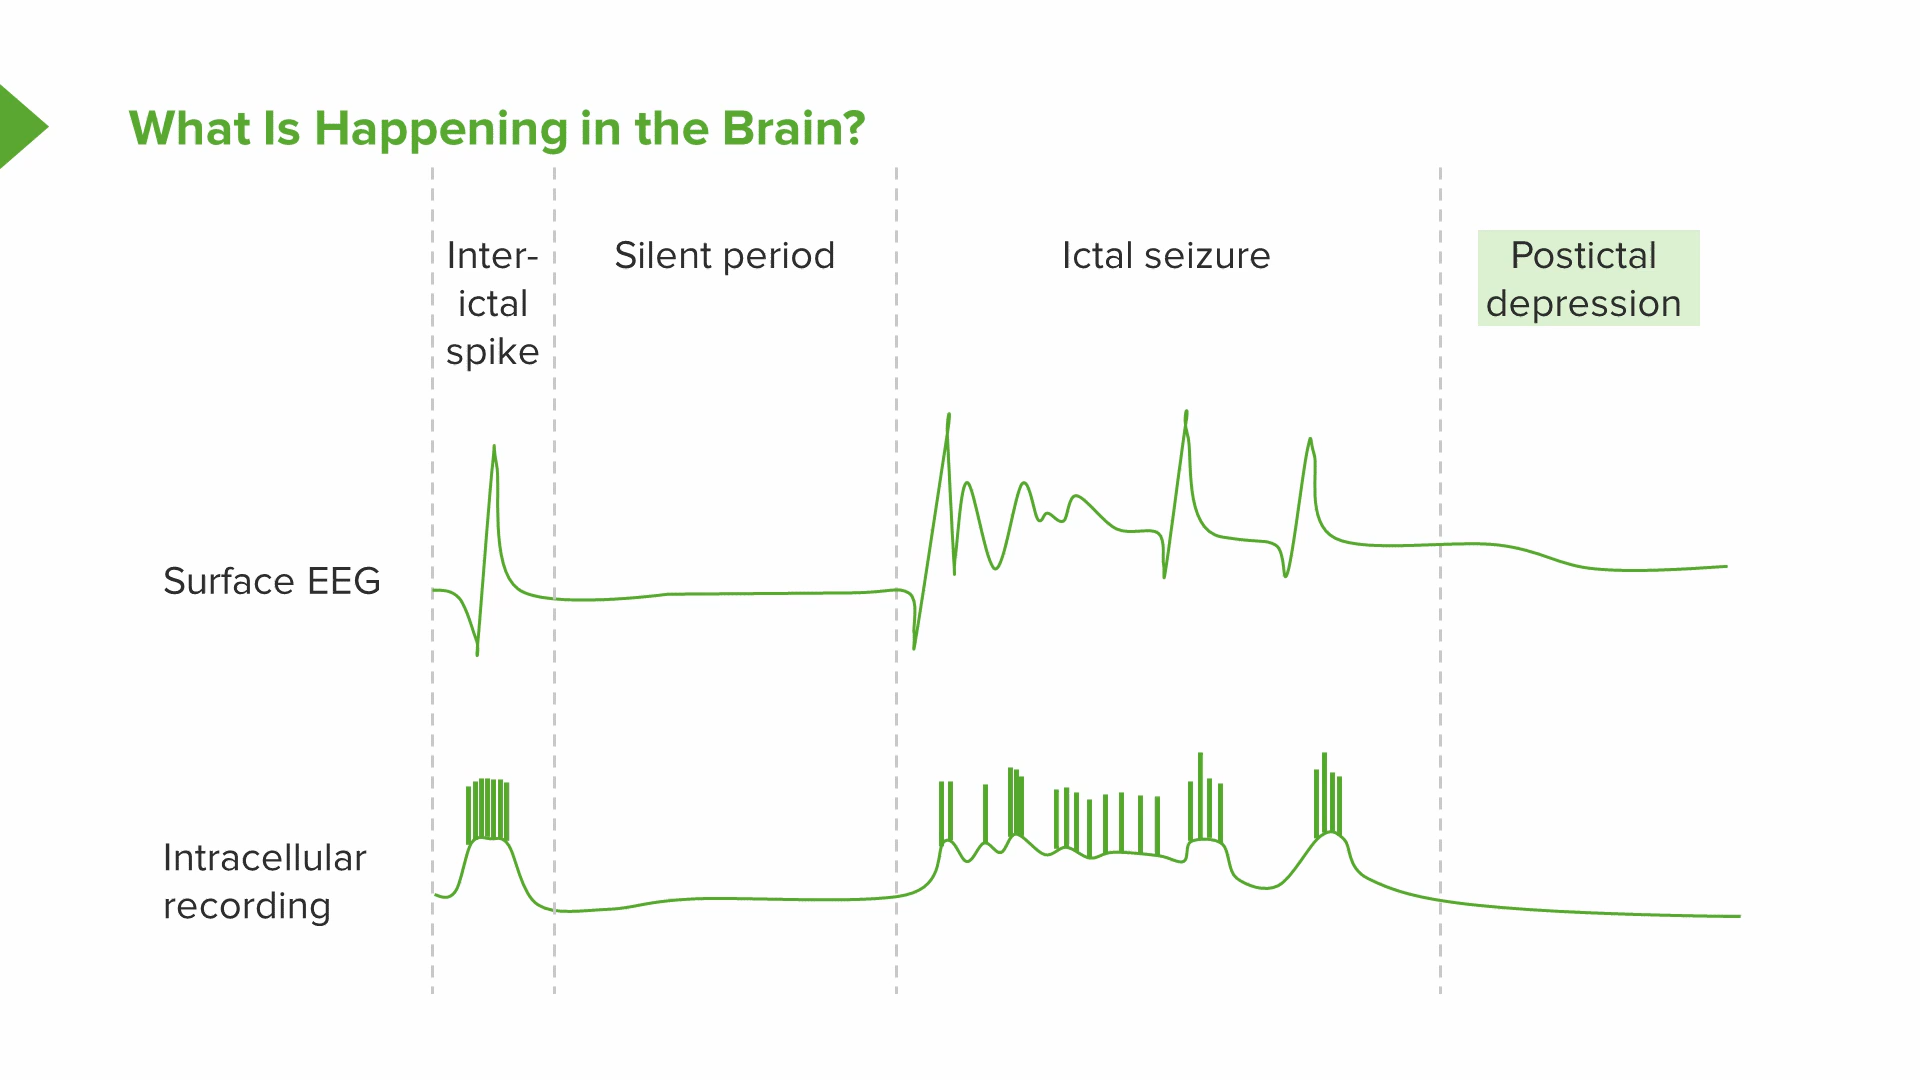 What Is Happening in the Brain?
Inter-
ictal
spike
Silent period
Ictal seizure
Postictal
depression
Surface EEG
Intracellular
recording